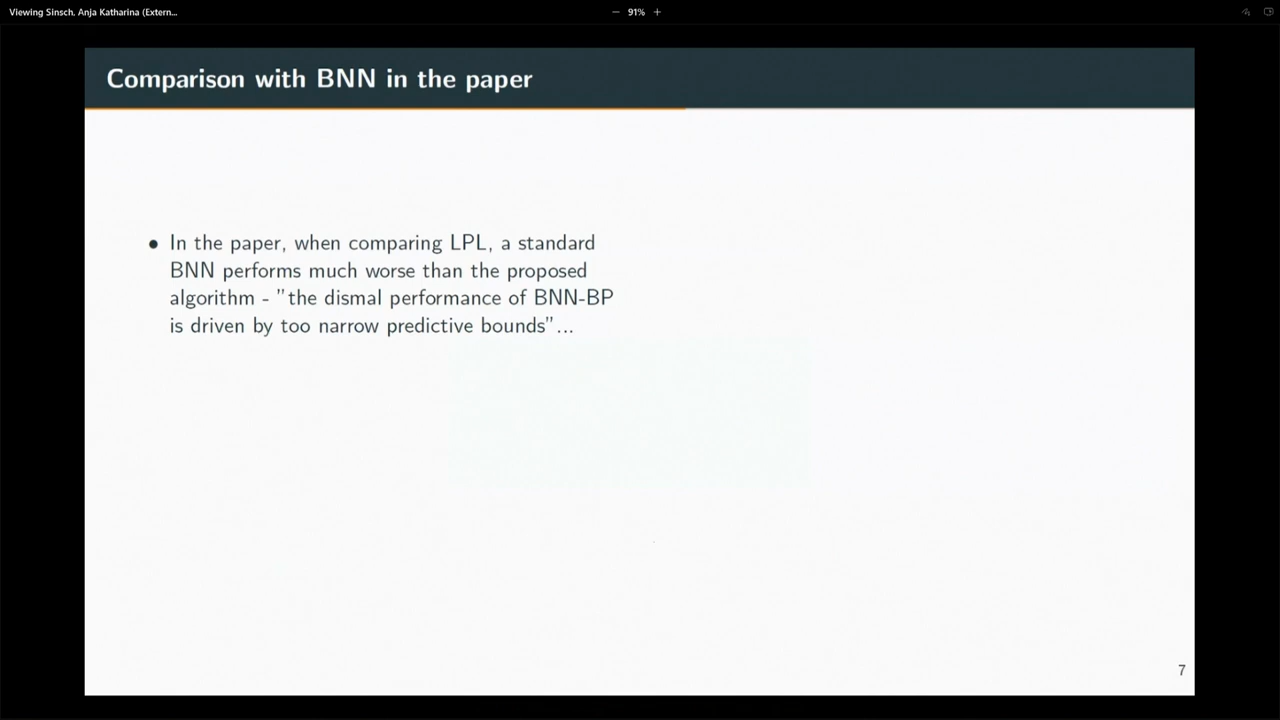 Viewing Sinsch, Anja Katharina (Extern...
− 91% +
Comparison with BNN in the paper
• In the paper, when comparing LPL, a standard
BNN performs much worse than the proposed
algorithm - ”the dismal performance of BNN-BP
is driven by too narrow predictive bounds”...
7